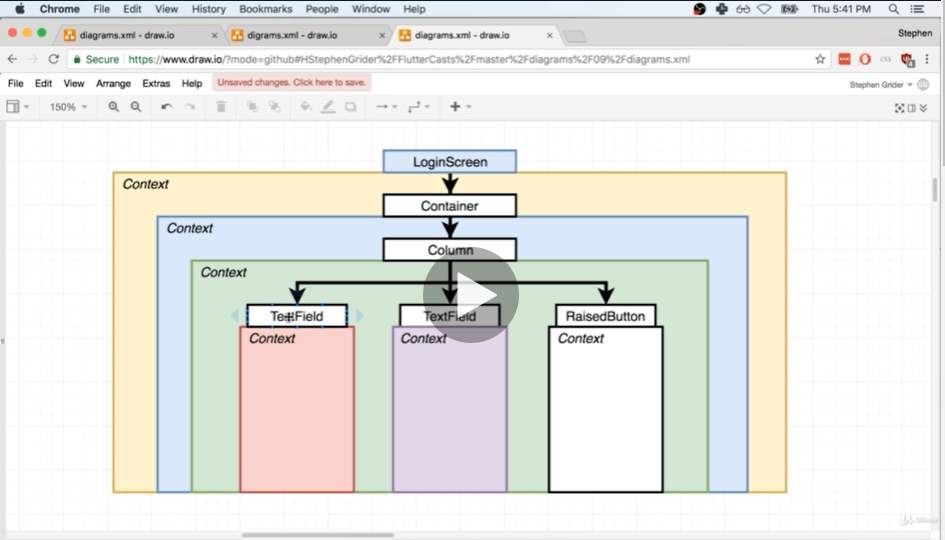 Chrome File Edit View History Bookmarks People Window Help Thu 5:41 PM
diagrams.xml - draw.io digrams.xml - draw.io diagrams.xml - draw.io Stephen
Secure https://www.draw.io/?mode=github#HStephenGrider%2FFlutterCasts%2Fmaster%2Fdiagrams%2F09%2Fdiagrams.xml
File Edit View Arrange Extras Help Unsaved changes. Click here to save. Stephen Grider
150%
LoginScreen
Context
Container
Context
Column
Context
TextField TextField RaisedButton
Context Context Context
Udemy